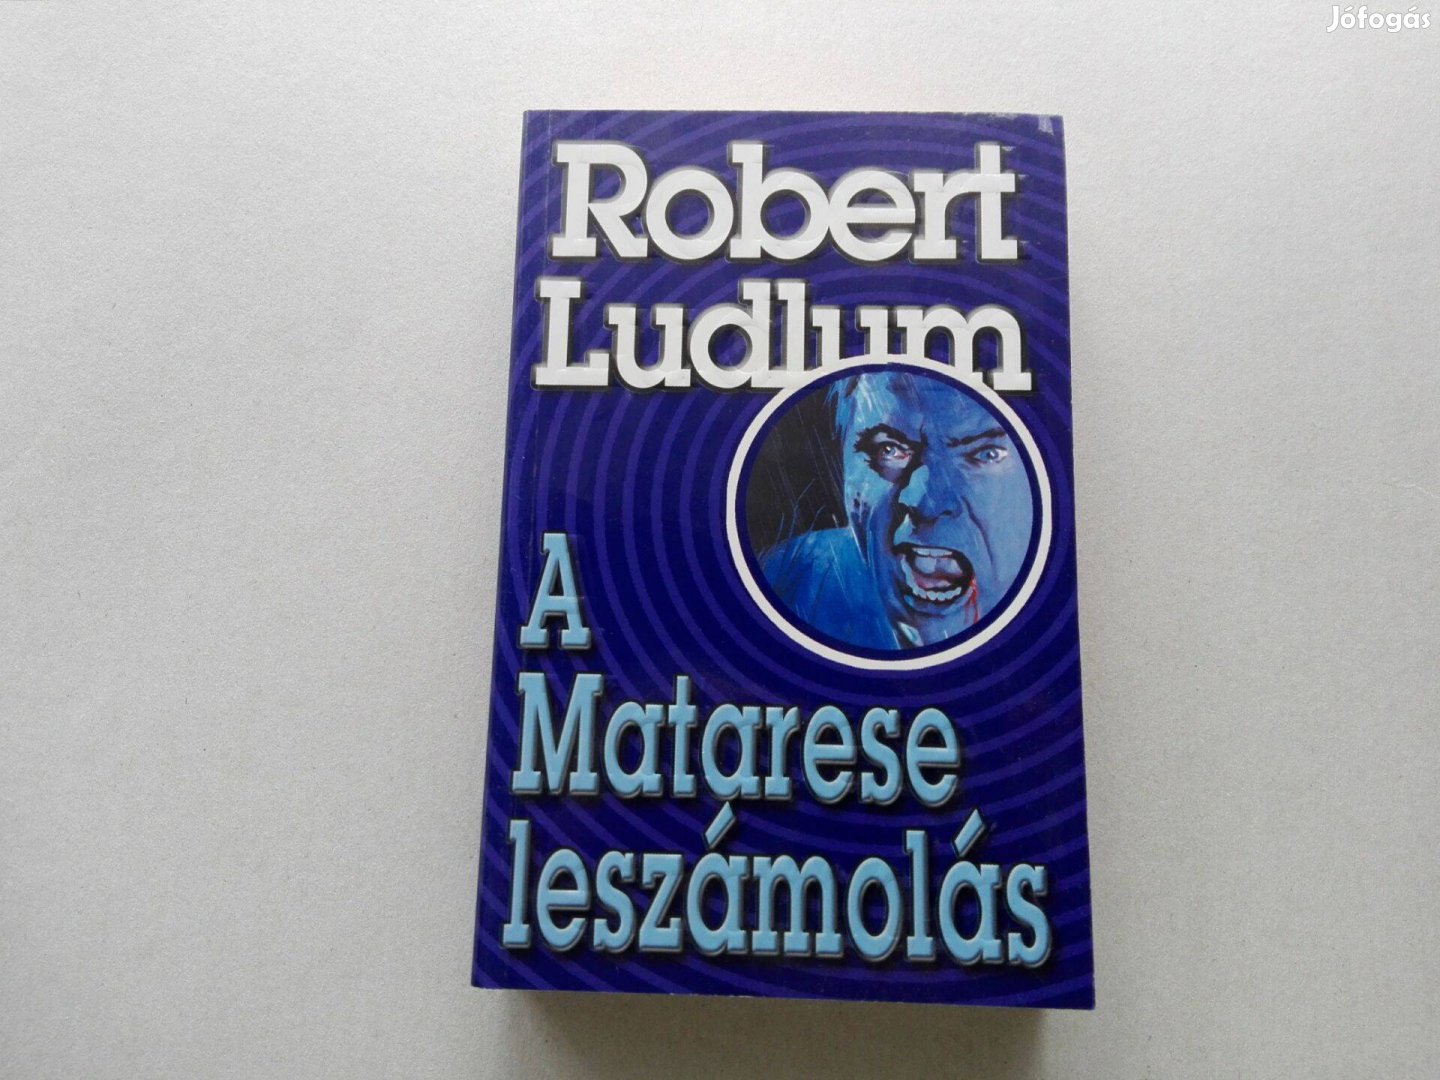 Jófogás
Robert
Ludlum
A
Matarese
leszámolás